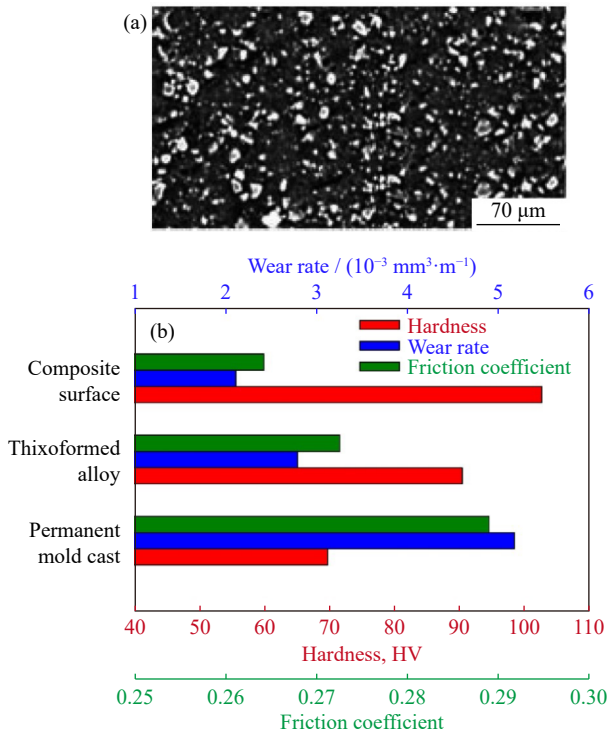 (a)
70 μm
Wear rate / (10⁻³ mm³·m⁻¹)
1 2 3 4 5 6
(b)
Hardness
Wear rate
Friction coefficient
Composite
surface
Thixoformed
alloy
Permanent
mold cast
40 50 60 70 80 90 100 110
Hardness, HV
0.25 0.26 0.27 0.28 0.29 0.30
Friction coefficient